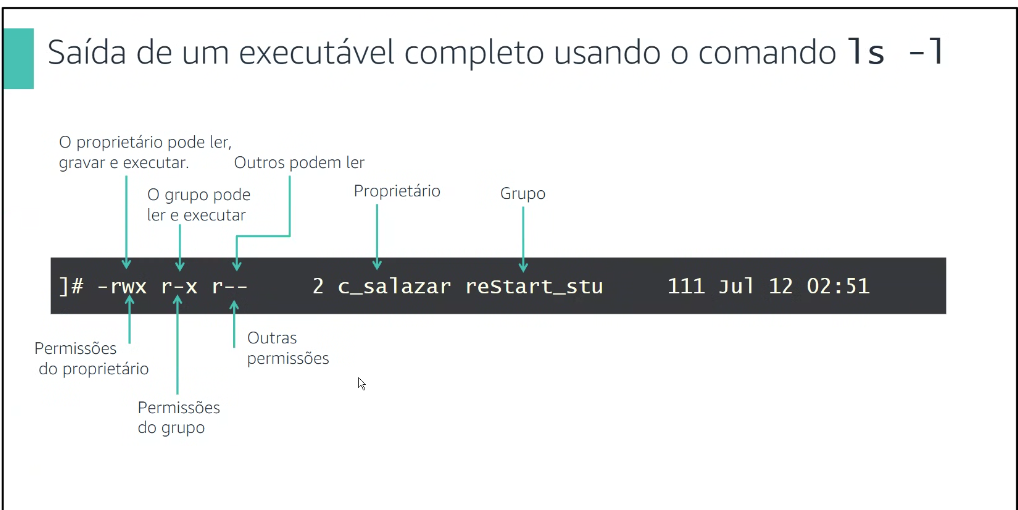 Saída de um executável completo usando o comando ls -l
O proprietário pode ler,
gravar e executar.
Outros podem ler
O grupo pode
ler e executar
Proprietário
Grupo
]# -rwx r-x r-- 2 c_salazar reStart_stu 111 Jul 12 02:51
Permissões
do proprietário
Outras
permissões
Permissões
do grupo